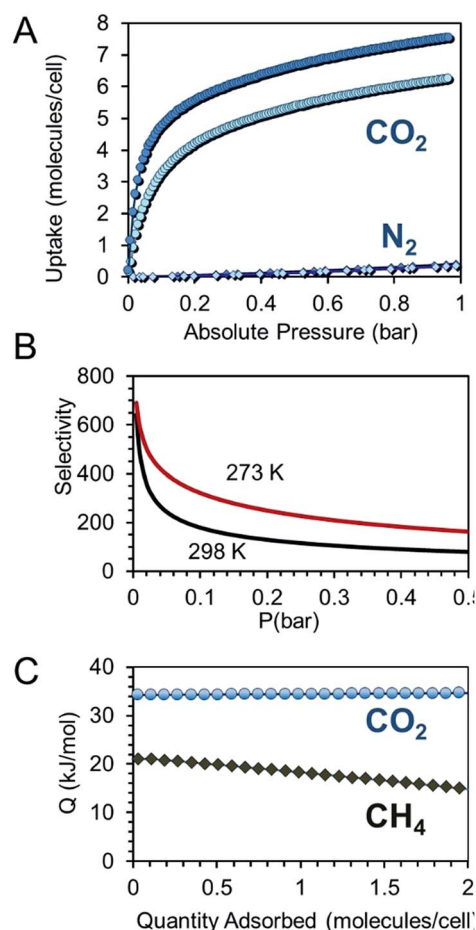 A
Uptake (molecules/cell)
8
7
6
5
4
3
2
1
0
CO₂
N₂
0 0.2 0.4 0.6 0.8 1
Absolute Pressure (bar)
B
Selectivity
800
600
400
200
0
273 K
298 K
0 0.1 0.2 0.3 0.4 0.5
P(bar)
C
Q (kJ/mol)
40
30
20
10
0
CO₂
CH₄
0 0.5 1 1.5 2
Quantity Adsorbed (molecules/cell)